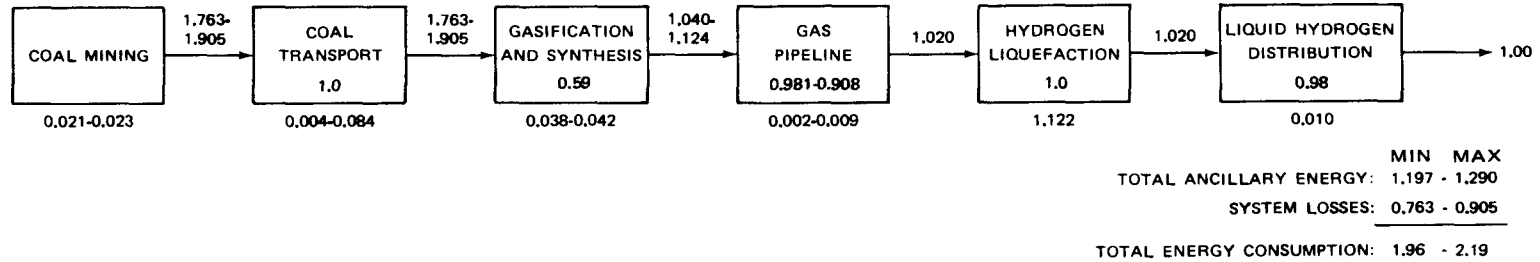 1.763-
1.905
1.763-
1.905
1.040-
1.124
COAL MINING
COAL
TRANSPORT
1.0
GASIFICATION
AND SYNTHESIS
0.59
GAS
PIPELINE
0.981-0.908
1.020
HYDROGEN
LIQUEFACTION
1.0
1.020
LIQUID HYDROGEN
DISTRIBUTION
0.98
1.00
0.021-0.023
0.004-0.084
0.038-0.042
0.002-0.009
1.122
0.010
MIN MAX
TOTAL ANCILLARY ENERGY: 1.197 - 1.290
SYSTEM LOSSES: 0.763 - 0.905
TOTAL ENERGY CONSUMPTION: 1.96 - 2.19